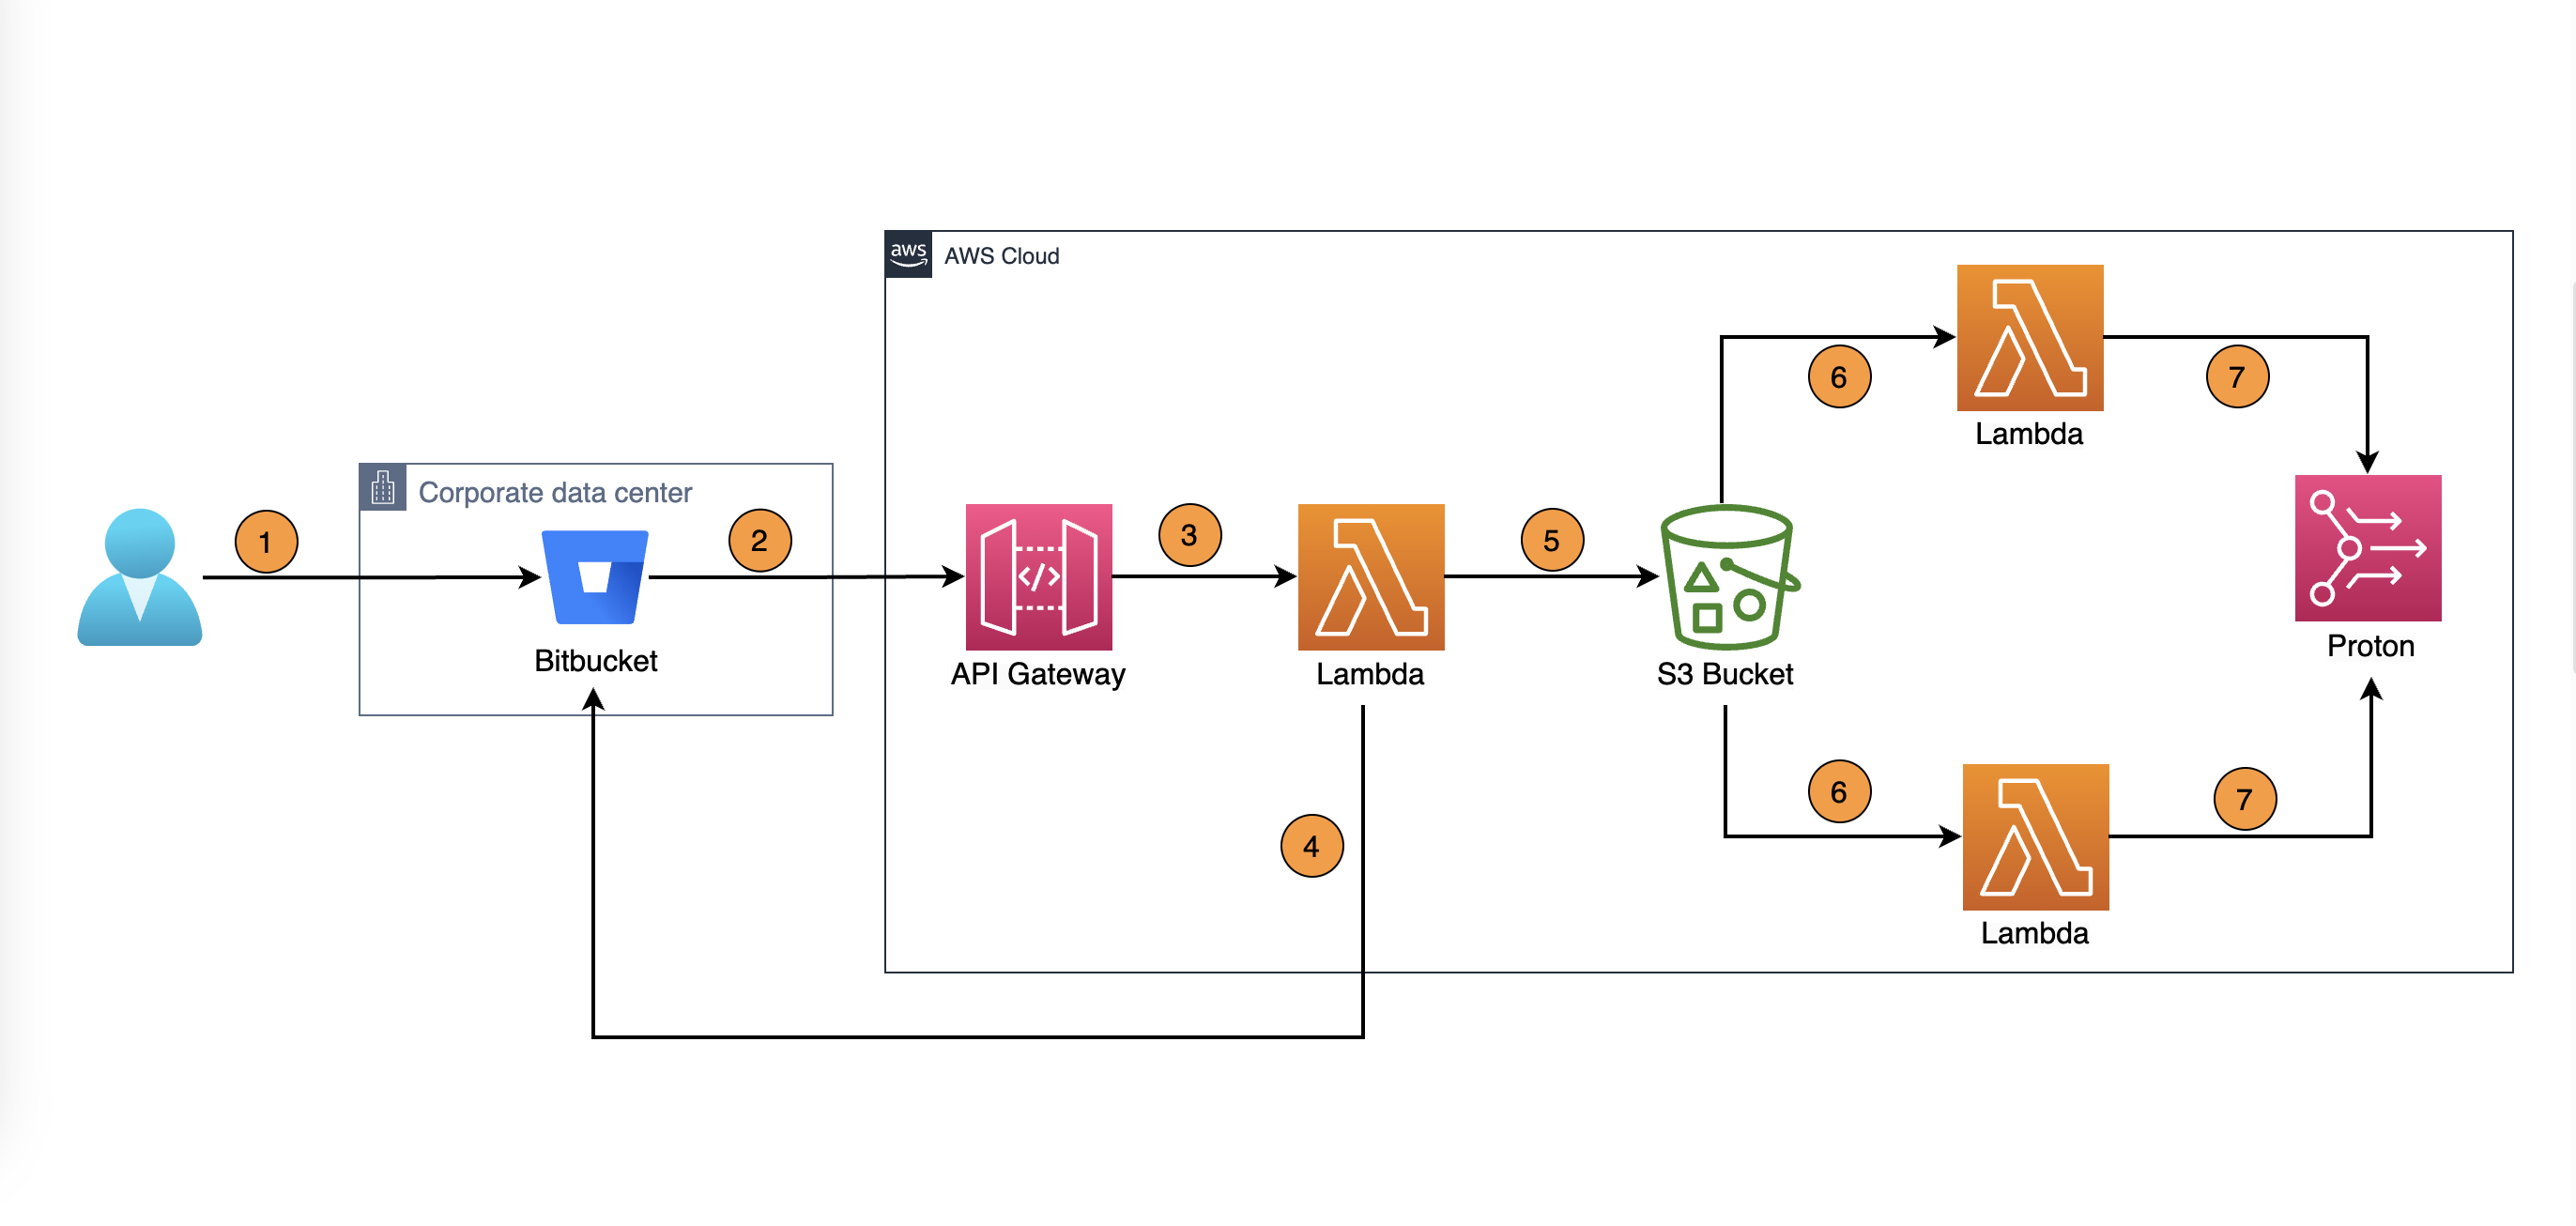 aws
AWS Cloud
6
7
Lambda
Corporate data center
1
2
3
5
Bitbucket
API Gateway
Lambda
S3 Bucket
Proton
</>
4
6
7
Lambda